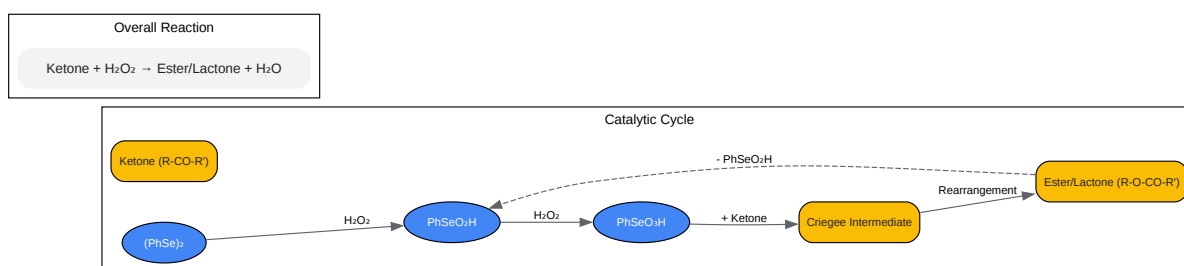 Overall Reaction
Ketone + H₂O₂ → Ester/Lactone + H₂O
Catalytic Cycle
Ketone (R-CO-R')
- PhSeO₂H
Ester/Lactone (R-O-CO-R')
Rearrangement
H₂O₂
PhSeO₂H
H₂O₂
PhSeO₃H
+ Ketone
Criegee Intermediate
(PhSe)₂